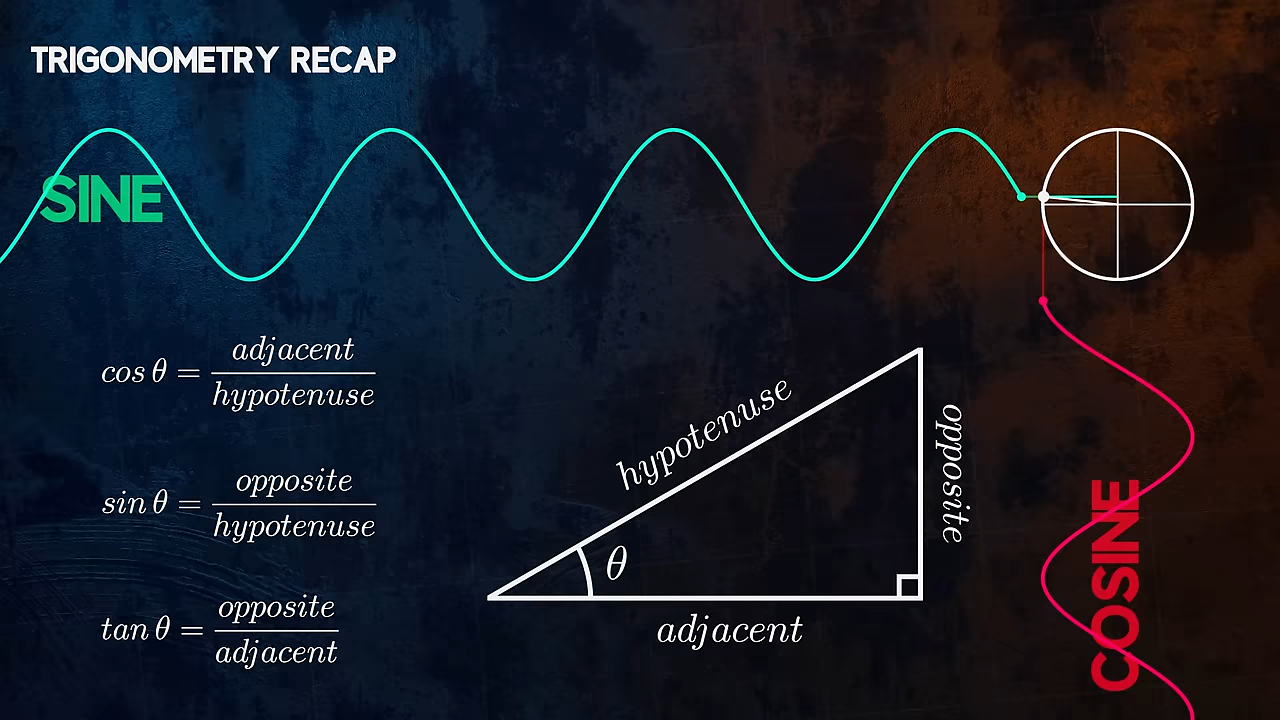 TRIGONOMETRY RECAP
SINE
cos θ = adjacent / hypotenuse
sin θ = opposite / hypotenuse
tan θ = opposite / adjacent
hypotenuse
opposite
θ
adjacent
COSINE